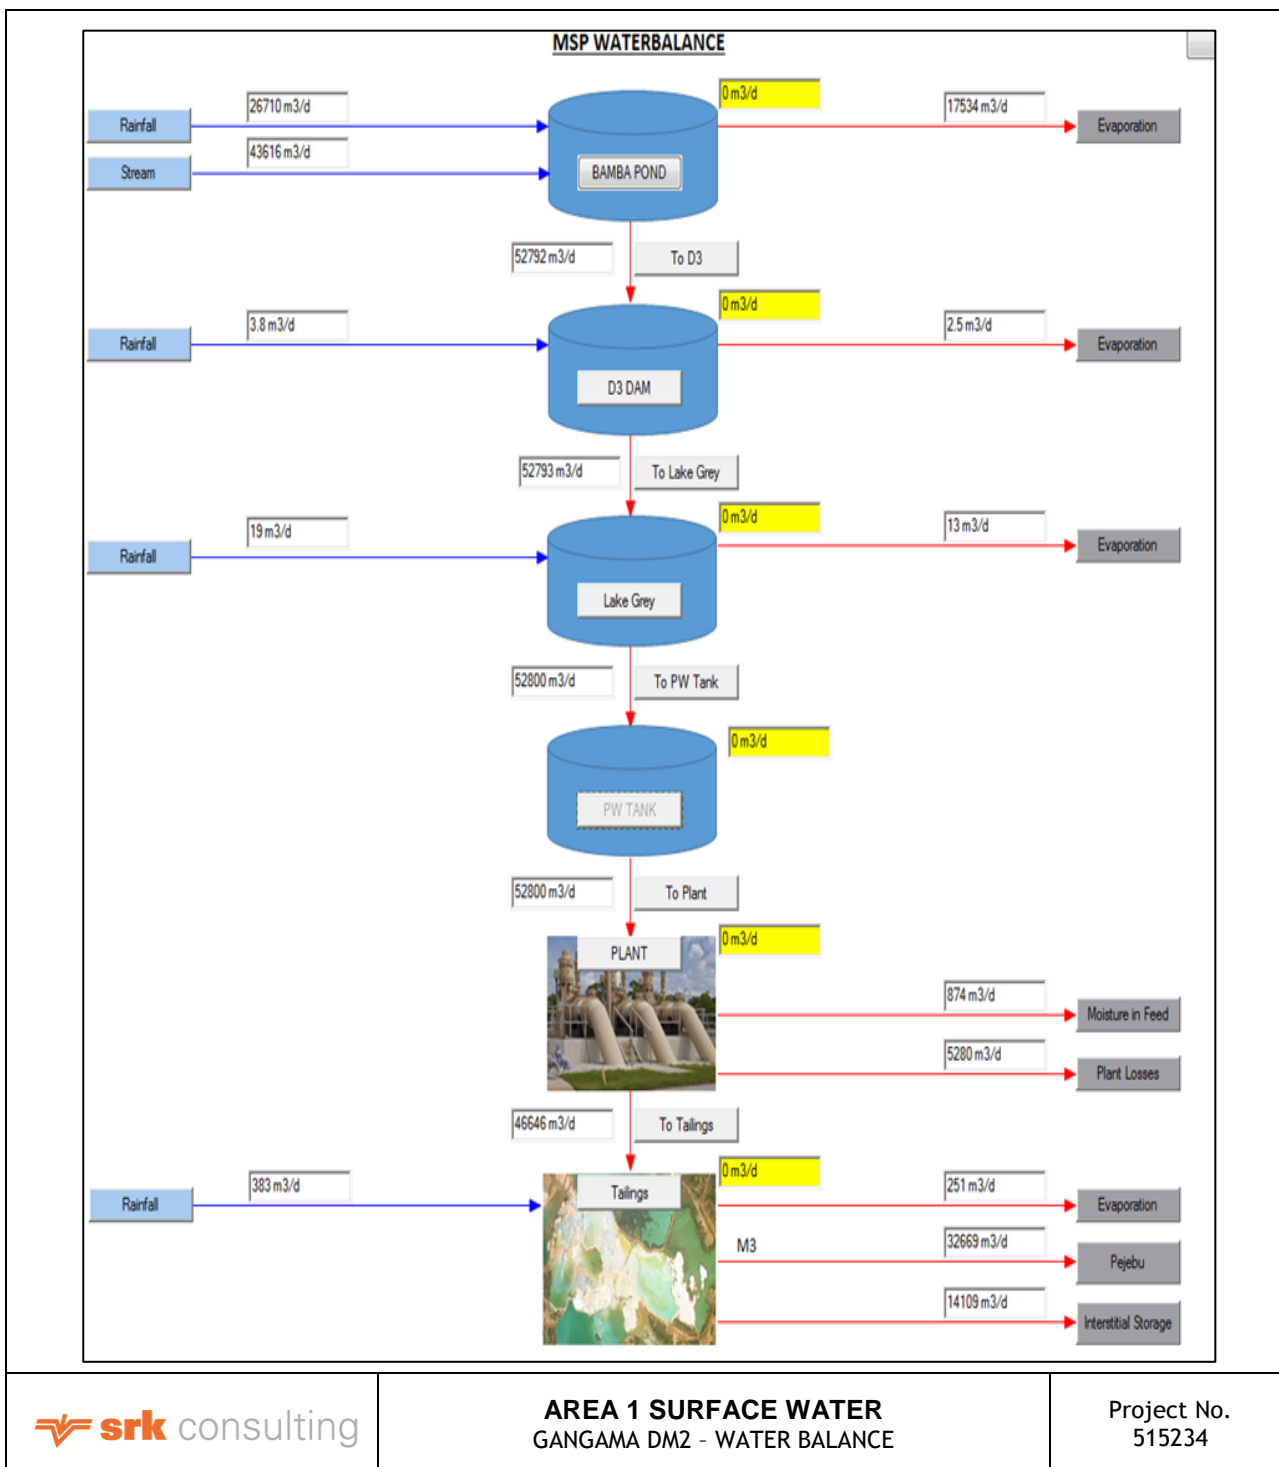 MSP WATERBALANCE
26710 m3/d
0 m3/d
17534 m3/d
Rainfall
Evaporation
43616 m3/d
Stream
BAMBA POND
52792 m3/d
To D3
3.8 m3/d
0 m3/d
2.5 m3/d
Rainfall
Evaporation
D3 DAM
52793 m3/d
To Lake Grey
19 m3/d
0 m3/d
13 m3/d
Rainfall
Evaporation
Lake Grey
52800 m3/d
To PW Tank
0 m3/d
PW TANK
52800 m3/d
To Plant
PLANT
0 m3/d
874 m3/d
Moisture in Feed
5280 m3/d
Plant Losses
46646 m3/d
To Tailings
383 m3/d
0 m3/d
251 m3/d
Rainfall
Tailings
Evaporation
M3
32669 m3/d
Pejebu
14109 m3/d
Interstitial Storage
srk consulting
AREA 1 SURFACE WATER
GANGAMA DM2 - WATER BALANCE
Project No.
515234